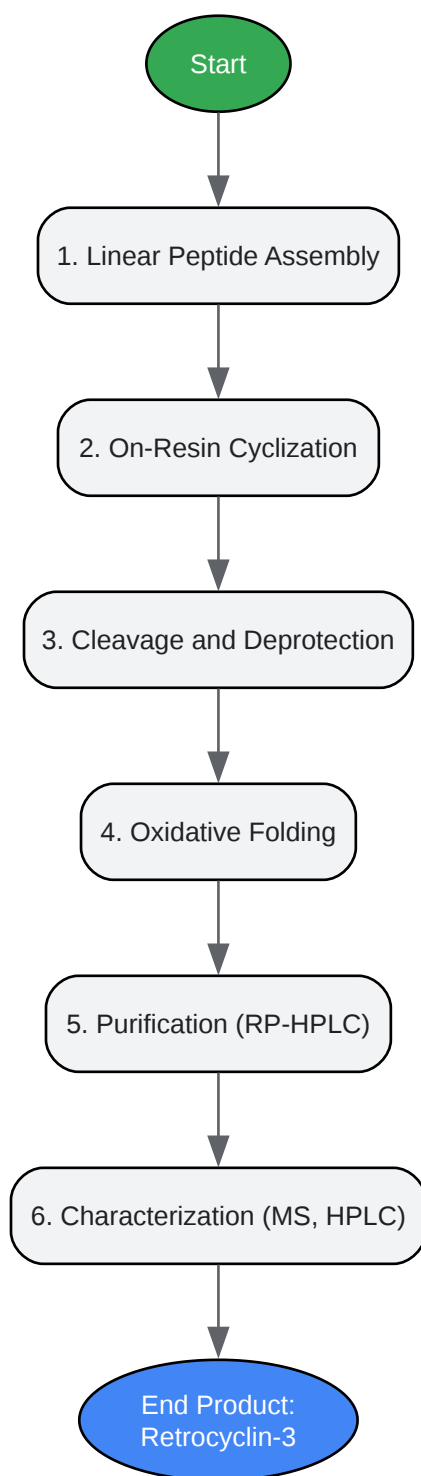 Start
1. Linear Peptide Assembly
2. On-Resin Cyclization
3. Cleavage and Deprotection
4. Oxidative Folding
5. Purification (RP-HPLC)
6. Characterization (MS, HPLC)
End Product:
Retrocyclin-3